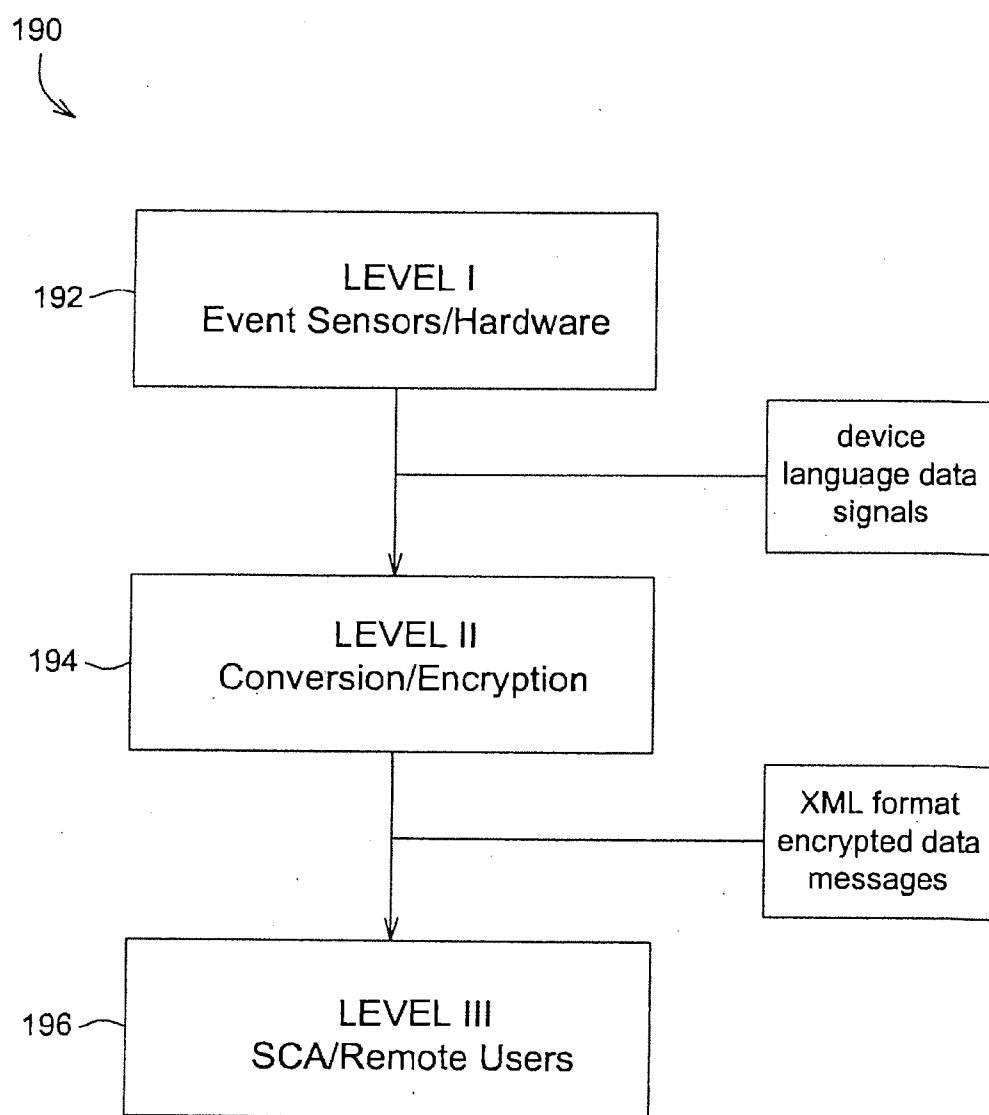 190
LEVEL I
192
Event Sensors/Hardware
device
language data
signals
LEVEL II
194
Conversion/Encryption
XML format
encrypted data
messages
LEVEL III
196
SCA/Remote Users